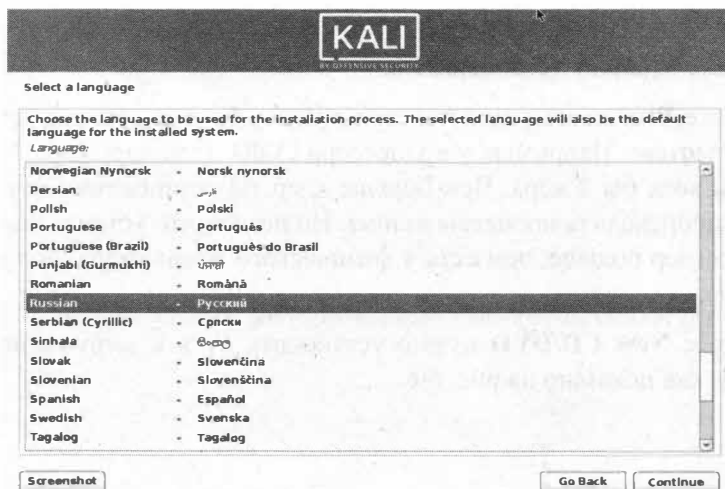 KALI
BY OFFENSIVE SECURITY
Select a language
Choose the language to be used for the installation process. The selected language will also be the default
language for the installed system.
Language:
Norwegian Nynorsk - Norsk nynorsk
Persian - فارسی
Polish - Polski
Portuguese - Português
Portuguese (Brazil) - Português do Brasil
Punjabi (Gurmukhi) - ਪੰਜਾਬੀ
Romanian - Română
Russian - Русский
Serbian (Cyrillic) - Српски
Sinhala - සිංහල
Slovak - Slovenčina
Slovenian - Slovenščina
Spanish - Español
Swedish - Svenska
Tagalog - Tagalog
Screenshot
Go Back
Continue